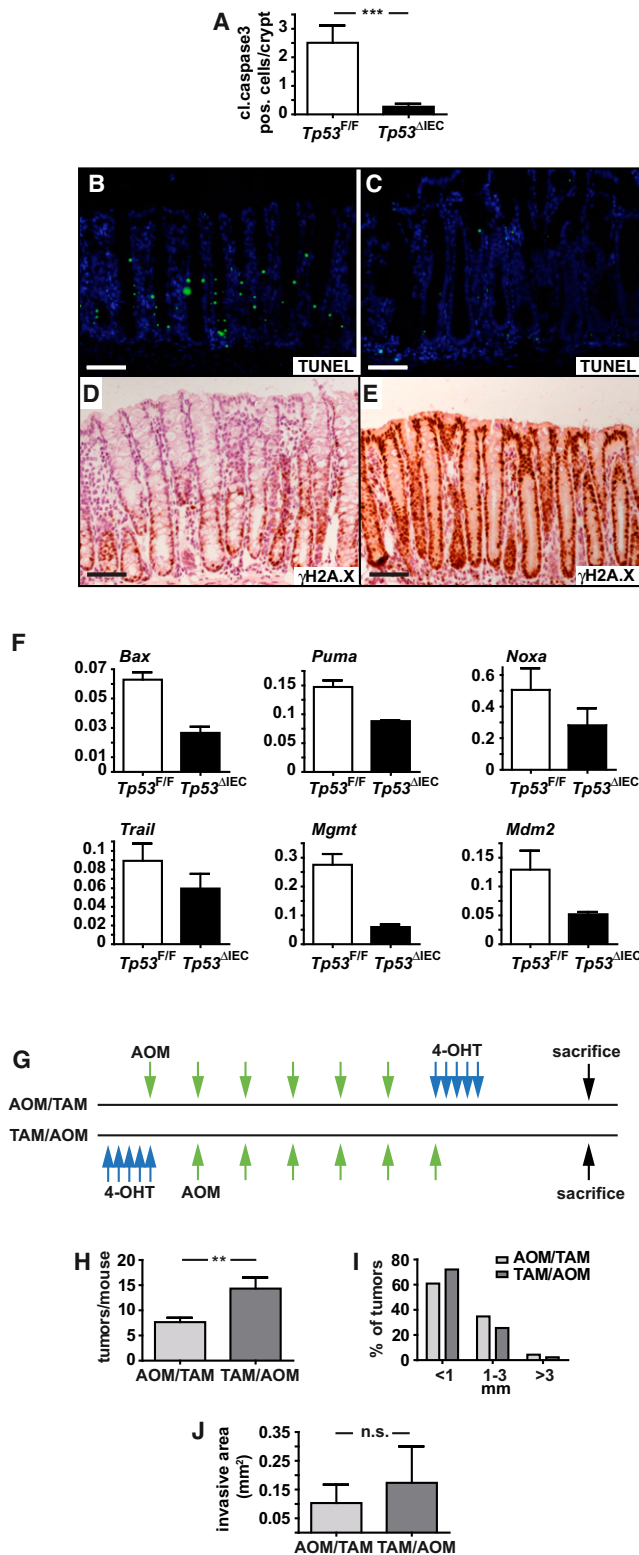 A
***
cl.caspase3
pos. cells/crypt
3
2
1
0
Tp53F/F Tp53ΔIEC
B
TUNEL
C
TUNEL
D
γH2A.X
E
γH2A.X
F
Bax
0.07
0.05
0.03
0.01
0
Tp53F/F Tp53ΔIEC
Puma
0.15
0.1
0.05
0
Tp53F/F Tp53ΔIEC
Noxa
0.6
0.4
0.2
0
Tp53F/F Tp53ΔIEC
Trail
0.1
0.08
0.06
0.04
0.02
0
Tp53F/F Tp53ΔIEC
Mgmt
0.3
0.2
0.1
0
Tp53F/F Tp53ΔIEC
Mdm2
0.15
0.1
0.05
0
Tp53F/F Tp53ΔIEC
G
AOM 4-OHT sacrifice
AOM/TAM
TAM/AOM
4-OHT AOM sacrifice
H
**
tumors/mouse
20
15
10
5
0
AOM/TAM TAM/AOM
I
AOM/TAM
TAM/AOM
% of tumors
80
60
40
20
0
<1 1-3 >3
mm
J
n.s.
invasive area
(mm²)
0.35
0.25
0.15
0.05
AOM/TAM TAM/AOM